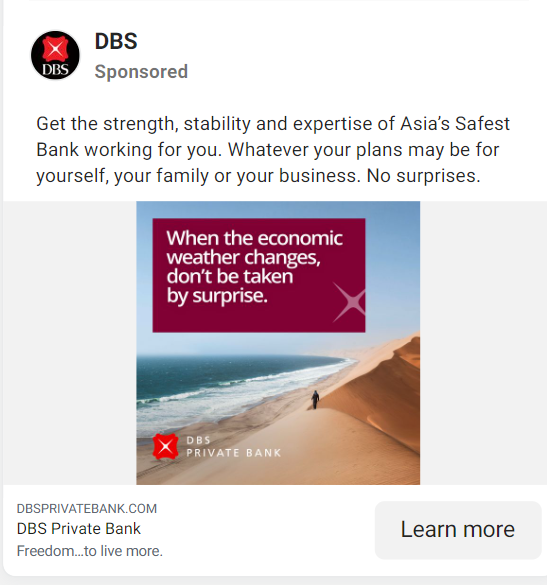 DBS
DBS
Sponsored
Get the strength, stability and expertise of Asia's Safest
Bank working for you. Whatever your plans may be for
yourself, your family or your business. No surprises.
When the economic
weather changes,
don't be taken
by surprise.
DBS
PRIVATE BANK
DBSPRIVATEBANK.COM
DBS Private Bank
Freedom...to live more.
Learn more